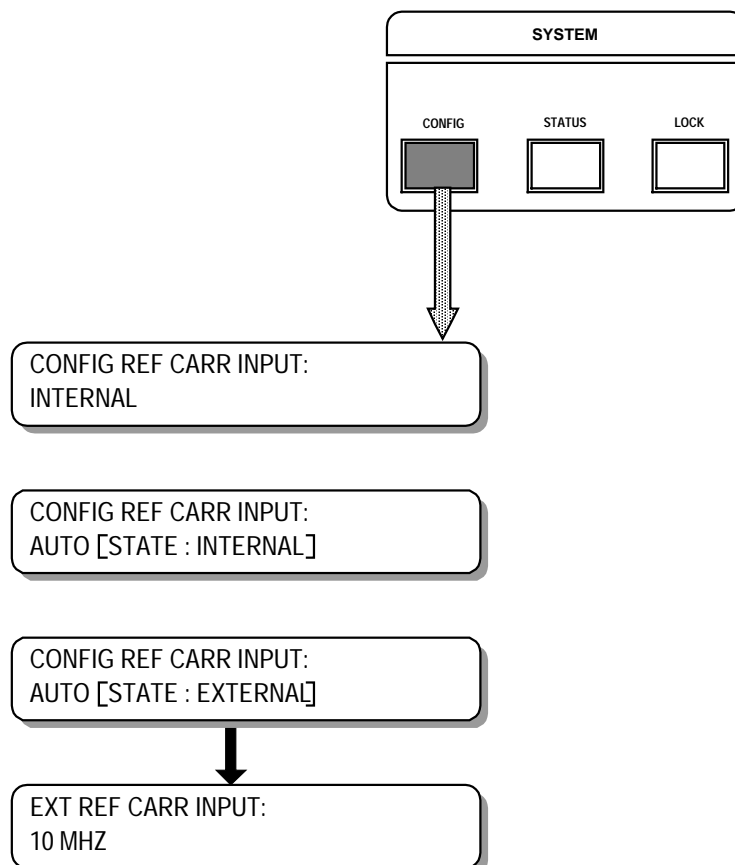 SYSTEM
CONFIG STATUS LOCK
CONFIG REF CARR INPUT:
INTERNAL
CONFIG REF CARR INPUT:
AUTO [STATE : INTERNAL]
CONFIG REF CARR INPUT:
AUTO [STATE : EXTERNAL]
EXT REF CARR INPUT:
10 MHZ